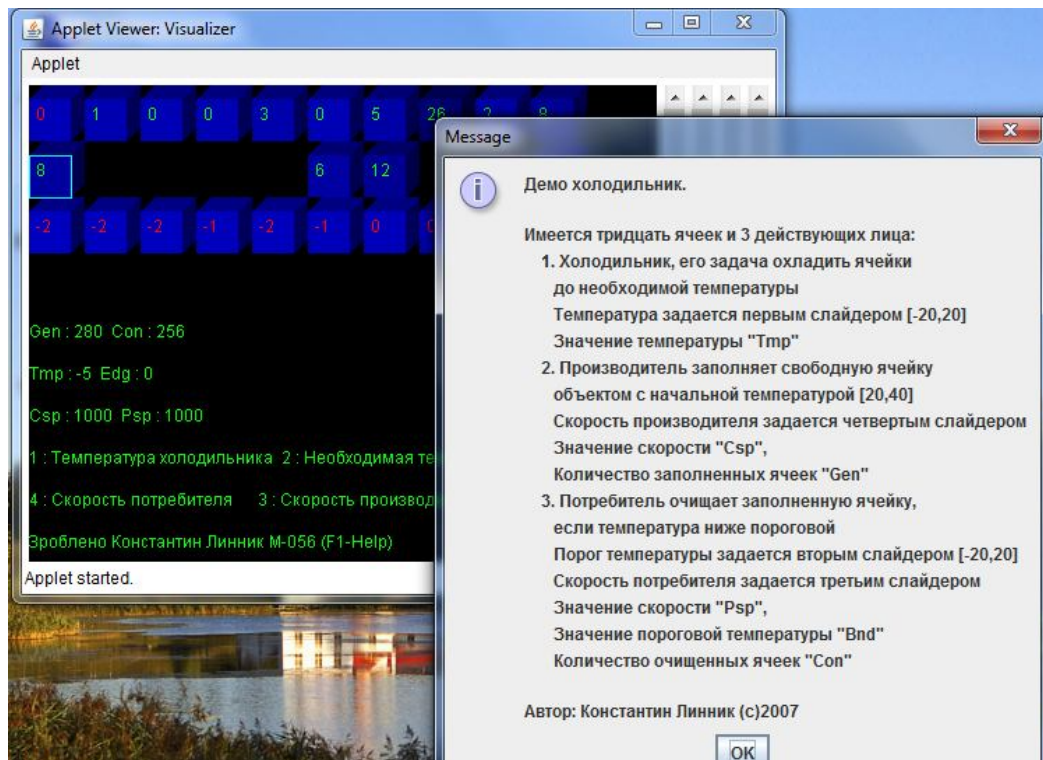 Applet Viewer: Visualizer
Applet
0 1 0 0 3 0 5 26 2 8
8 6 12
-2 -2 -2 -1 -2 -1 0
Gen : 280 Con : 256
Tmp : -5 Edg : 0
Csp : 1000 Psp : 1000
1 : Температура холодильника 2 : Необходимая
4 : Скорость потребителя 3 : Скорость
Зроблено Константин Линник М-056 (F1-Help)
Applet started.
Message
Демо холодильник.
Имеется тридцать ячеек и 3 действующих лица:
1. Холодильник, его задача охладить ячейки
до необходимой температуры
Температура задается первым слайдером [-20,20]
Значение температуры "Tmp"
2. Производитель заполняет свободную ячейку
объектом с начальной температурой [20,40]
Скорость производителя задается четвертым слайдером
Значение скорости "Csp",
Количество заполненных ячеек "Gen"
3. Потребитель очищает заполненную ячейку,
если температура ниже пороговой
Порог температуры задается вторым слайдером [-20,20]
Скорость потребителя задается третьим слайдером
Значение скорости "Psp",
Значение пороговой температуры "Bnd"
Количество очищенных ячеек "Con"
Автор: Константин Линник (c)2007
OK